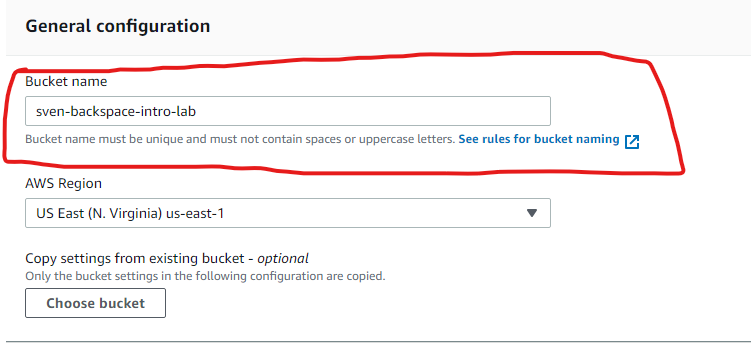 General configuration
Bucket name
sven-backspace-intro-lab
Bucket name must be unique and must not contain spaces or uppercase letters. See rules for bucket naming
AWS Region
US East (N. Virginia) us-east-1
Copy settings from existing bucket - optional
Only the bucket settings in the following configuration are copied.
Choose bucket